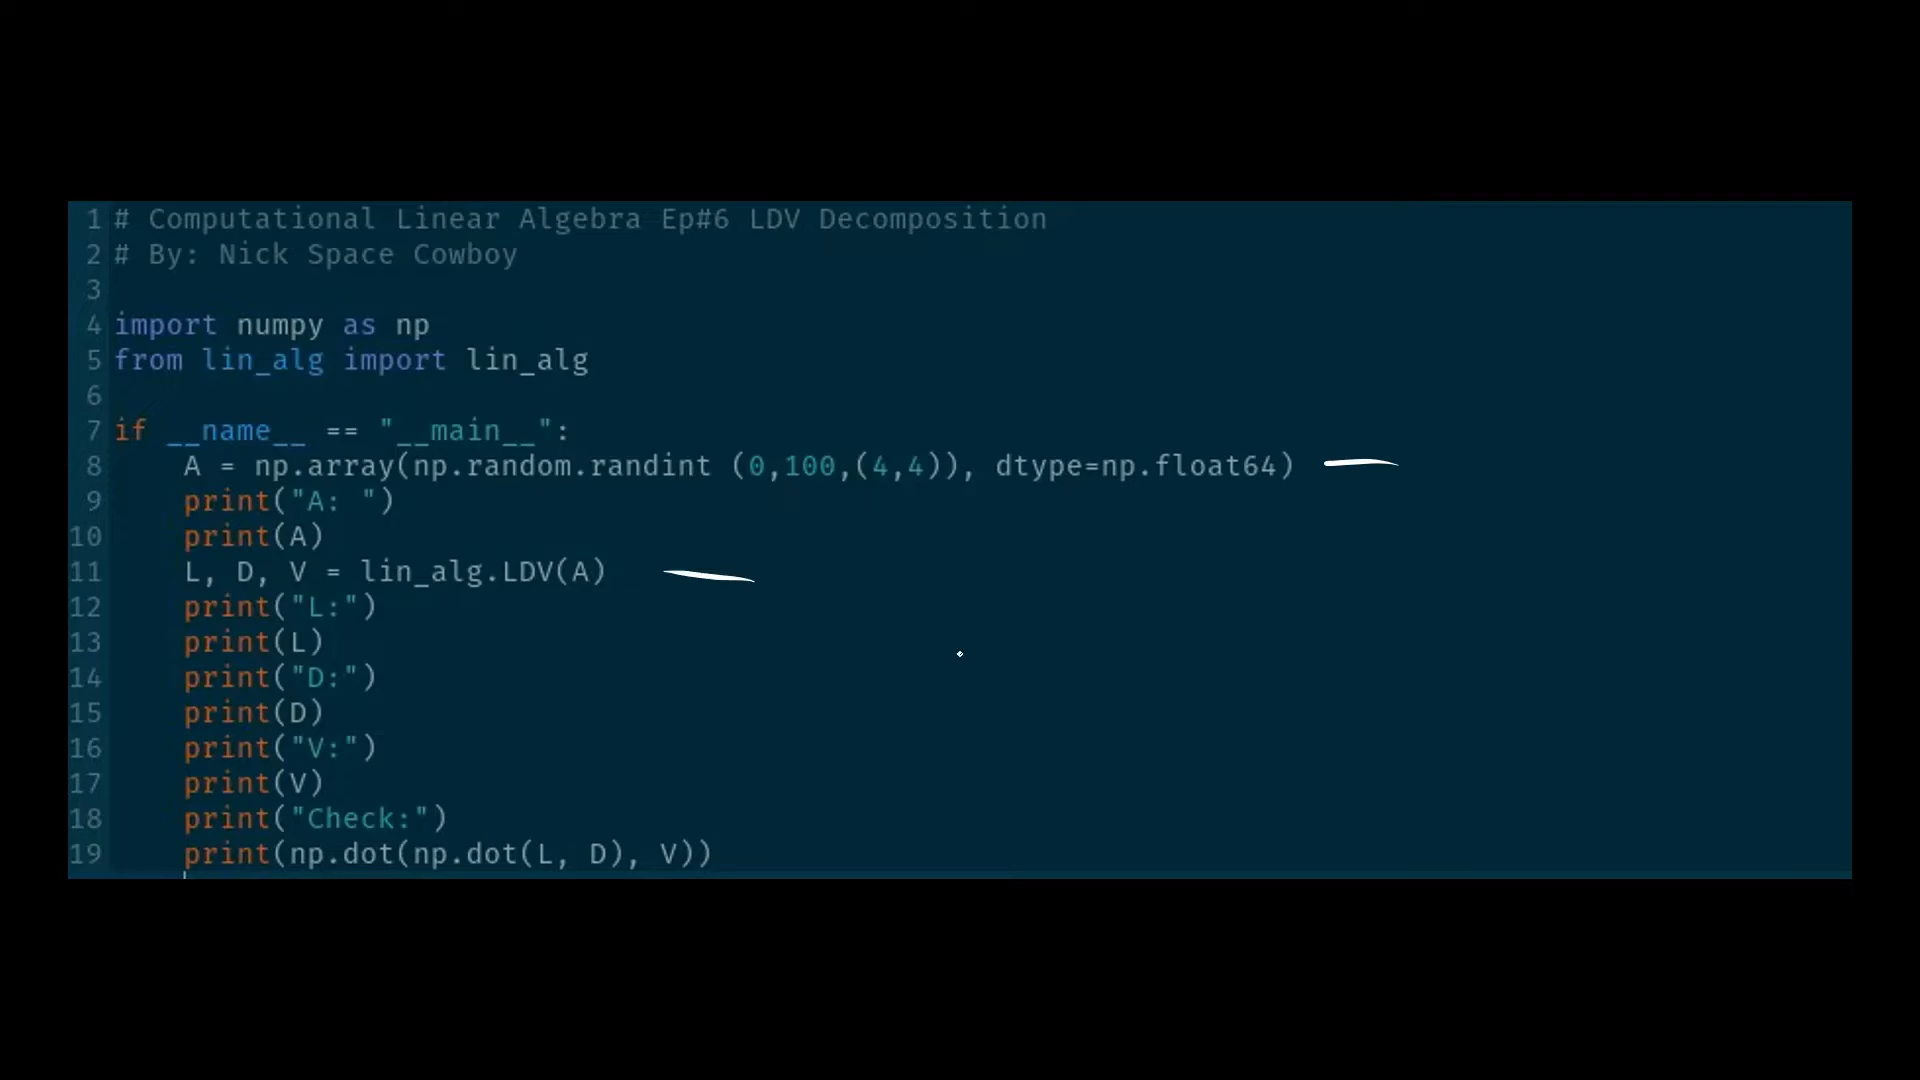 1 # Computational Linear Algebra Ep#6 LDV Decomposition
2 # By: Nick Space Cowboy
3
4 import numpy as np
5 from lin_alg import lin_alg
6
7 if __name__ == "__main__":
8     A = np.array(np.random.randint (0,100,(4,4)), dtype=np.float64)
9     print("A: ")
10     print(A)
11     L, D, V = lin_alg.LDV(A)
12     print("L:")
13     print(L)
14     print("D:")
15     print(D)
16     print("V:")
17     print(V)
18     print("Check:")
19     print(np.dot(np.dot(L, D), V))